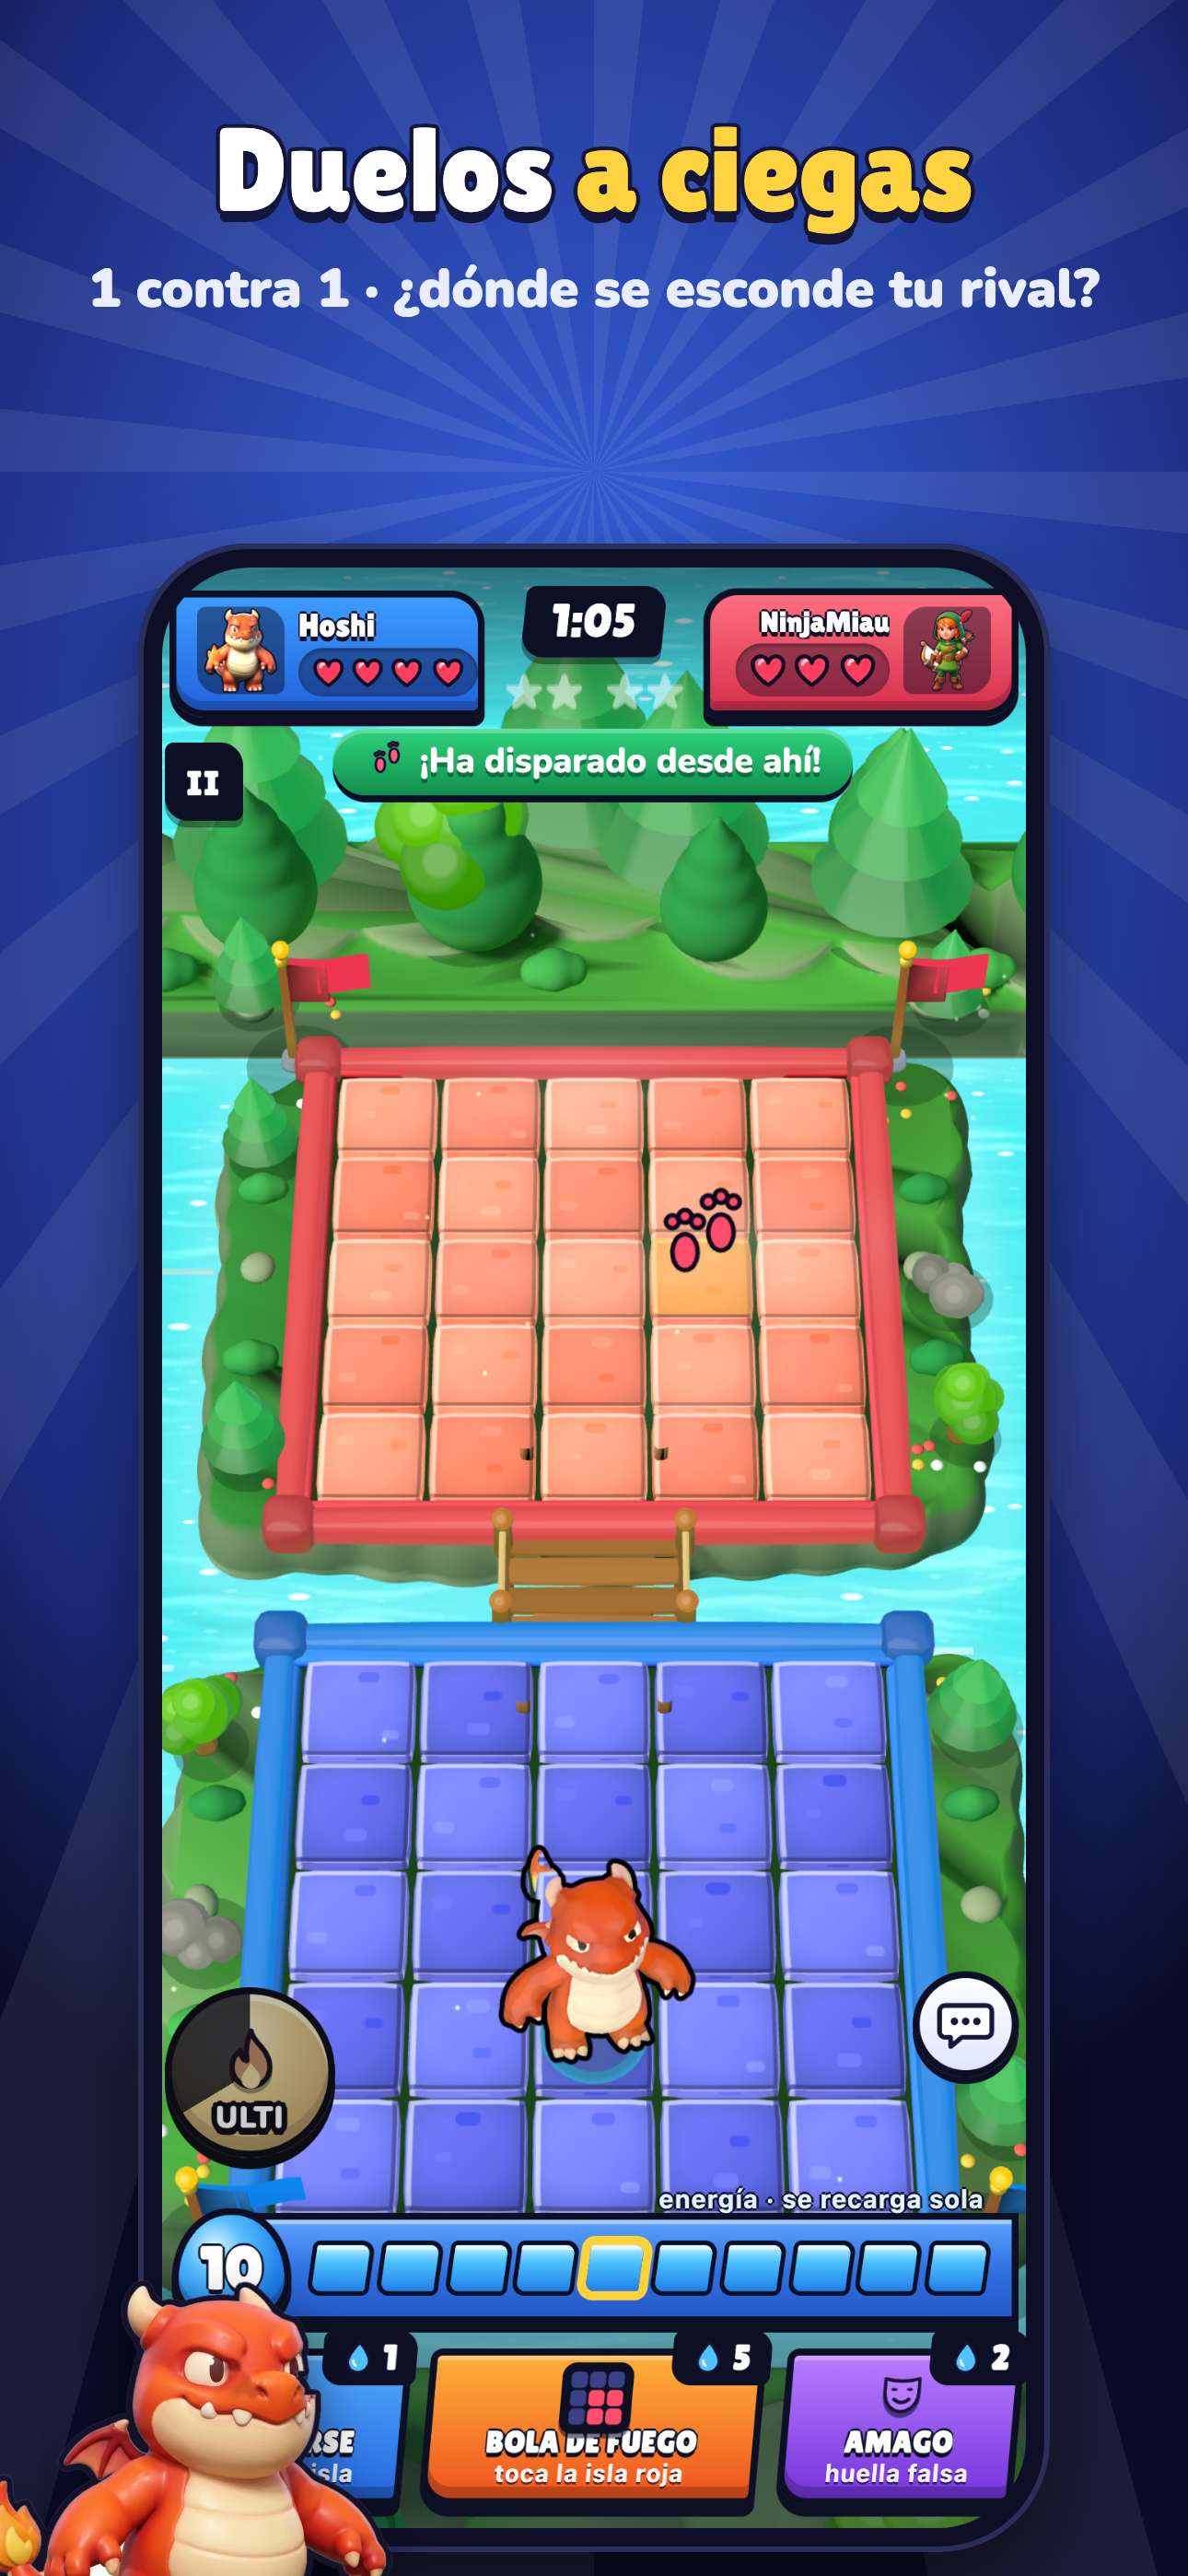 Duelos a ciegas
1 contra 1 · ¿dónde se esconde tu rival?
Hoshi
1:05
NinjaMiau
¡Ha disparado desde ahí!
ULTI
energía · se recarga sola
10
1
5
2
RSE
isla
BOLA DE FUEGO
toca la isla roja
AMAGO
huella falsa